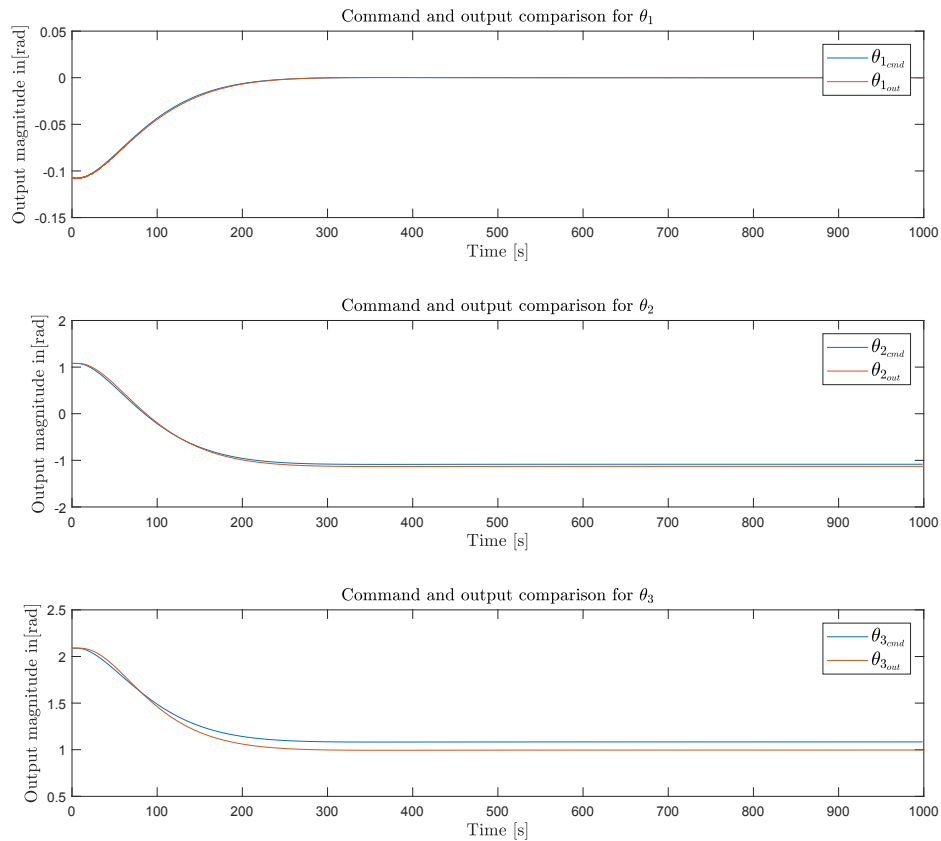 Command and output comparison for θ₁
Output magnitude in[rad]
0.05
0
-0.05
-0.1
-0.15
θ₁cmd
θ₁out
0 100 200 300 400 500 600 700 800 900 1000
Time [s]
Command and output comparison for θ₂
Output magnitude in[rad]
2
1
0
-1
-2
θ₂cmd
θ₂out
0 100 200 300 400 500 600 700 800 900 1000
Time [s]
Command and output comparison for θ₃
Output magnitude in[rad]
2.5
2
1.5
1
0.5
θ₃cmd
θ₃out
0 100 200 300 400 500 600 700 800 900 1000
Time [s]